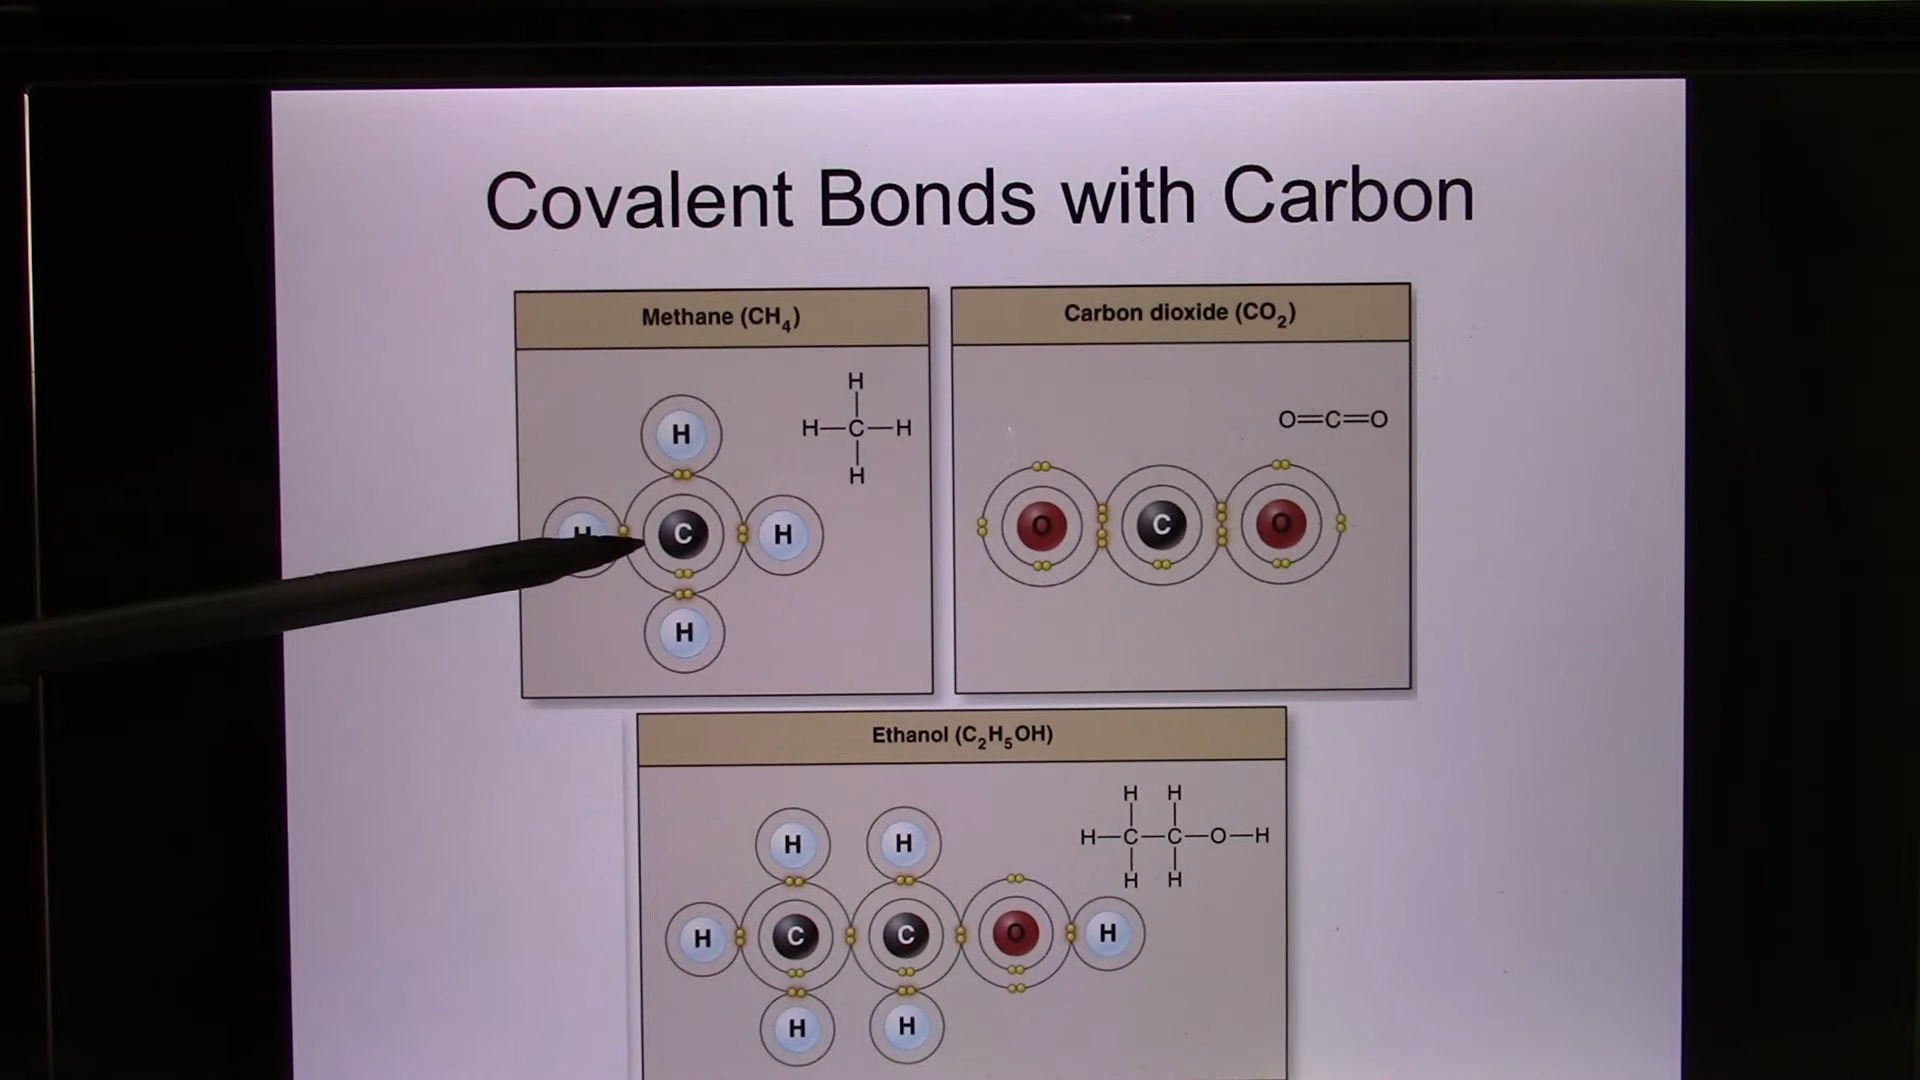 Covalent Bonds with Carbon
Methane (CH₄)
H
H—C—H
H
H
C
H
H
Carbon dioxide (CO₂)
O=C=O
O C O
Ethanol (C₂H₅OH)
H H
H—C—C—O—H
H H
H H
H C C O H
H H